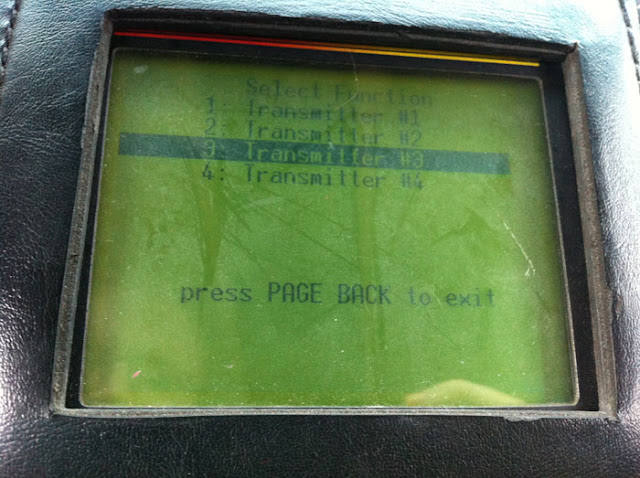 Select Function
1: Transmitter #1
2: Transmitter #2
3: Transmitter #3
4: Transmitter #4
press PAGE BACK to exit